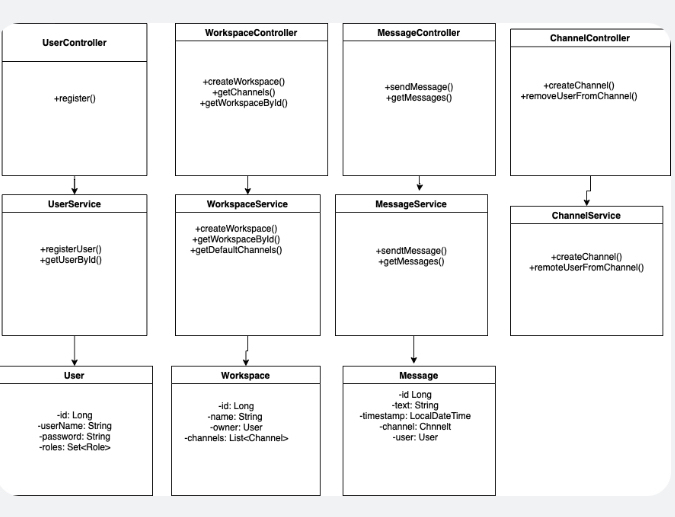 UserController
+register()
WorkspaceController
+createWorkspace()
+getChannels()
+getWorkspaceById()
MessageController
+sendMessage()
+getMessages()
ChannelController
+createChannel()
+removeUserFromChannel()
UserService
+registerUser()
+getUserById()
WorkspaceService
+createWorkspace()
+getWorkspaceById()
+getDefaultChannels()
MessageService
+sendtMessage()
+getMessages()
ChannelService
+createChannel()
+remoteUserFromChannel()
User
-id: Long
-userName: String
-password: String
-roles: Set<Role>
Workspace
-id: Long
-name: String
-owner: User
-channels: List<Channel>
Message
-id Long
-text: String
-timestamp: LocalDateTime
-channel: Chnnelt
-user: User